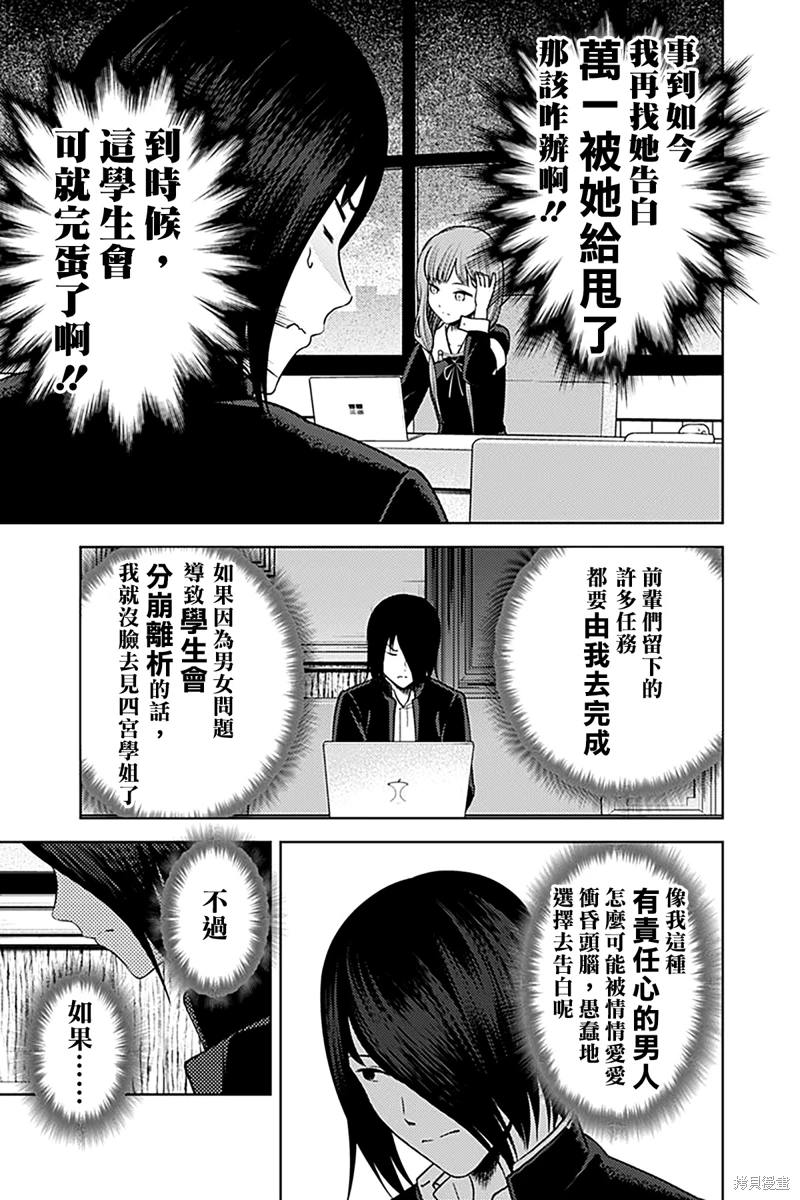 事到如今
我再找她告白
萬一被她給甩了
那該咋辦啊!!
到時候，
這學生會
可就完蛋了啊!!
前輩們留下的
許多任務
都要由我去完成
如果因為男女問題
導致學生會
分崩離析的話，
我就沒臉去見四宮學姐了
像我這種
有責任心的男人
怎麼可能被情情愛愛
衝昏頭腦，愚蠢地
選擇去告白呢
不過
如果……
拷貝漫畫